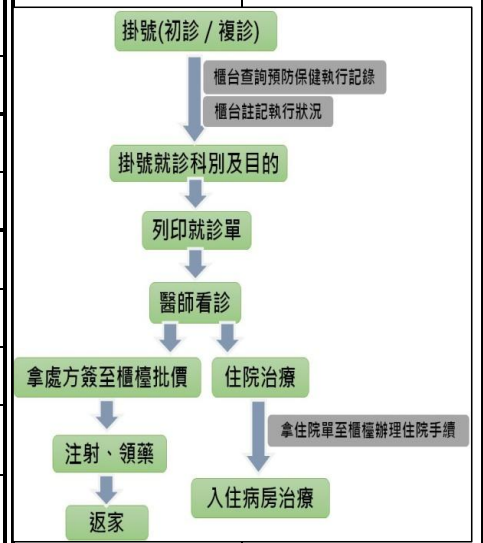 掛號(初診 / 複診)
櫃台查詢預防保健執行記錄
櫃台註記執行狀況
掛號就診科別及目的
列印就診單
醫師看診
拿處方簽至櫃檯批價
住院治療
拿住院單至櫃檯辦理住院手續
注射、領藥
入住病房治療
返家